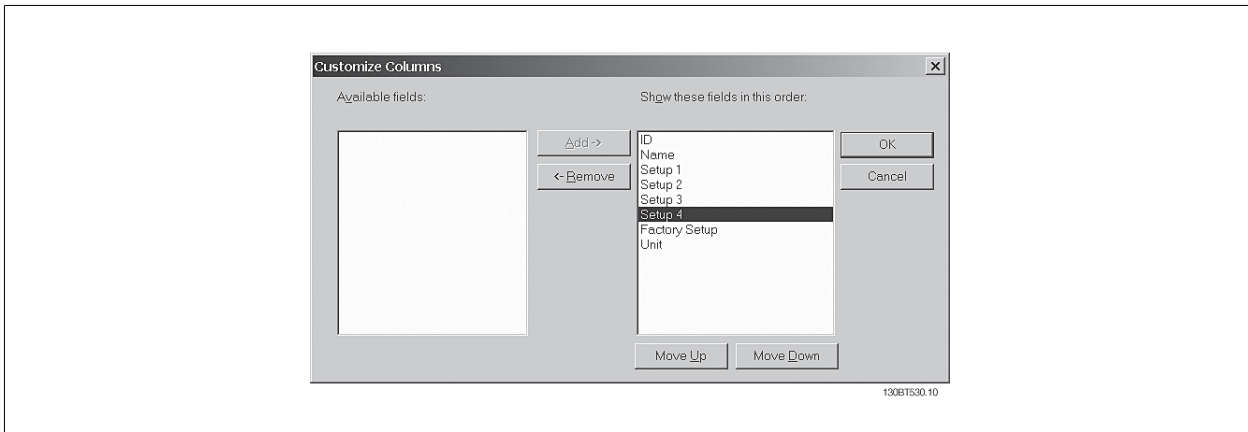 Customize Columns
Available fields:
Show these fields in this order:
Add ->
<- Remove
ID
Name
Setup 1
Setup 2
Setup 3
Setup 4
Factory Setup
Unit
OK
Cancel
Move Up
Move Down
130BT530.10